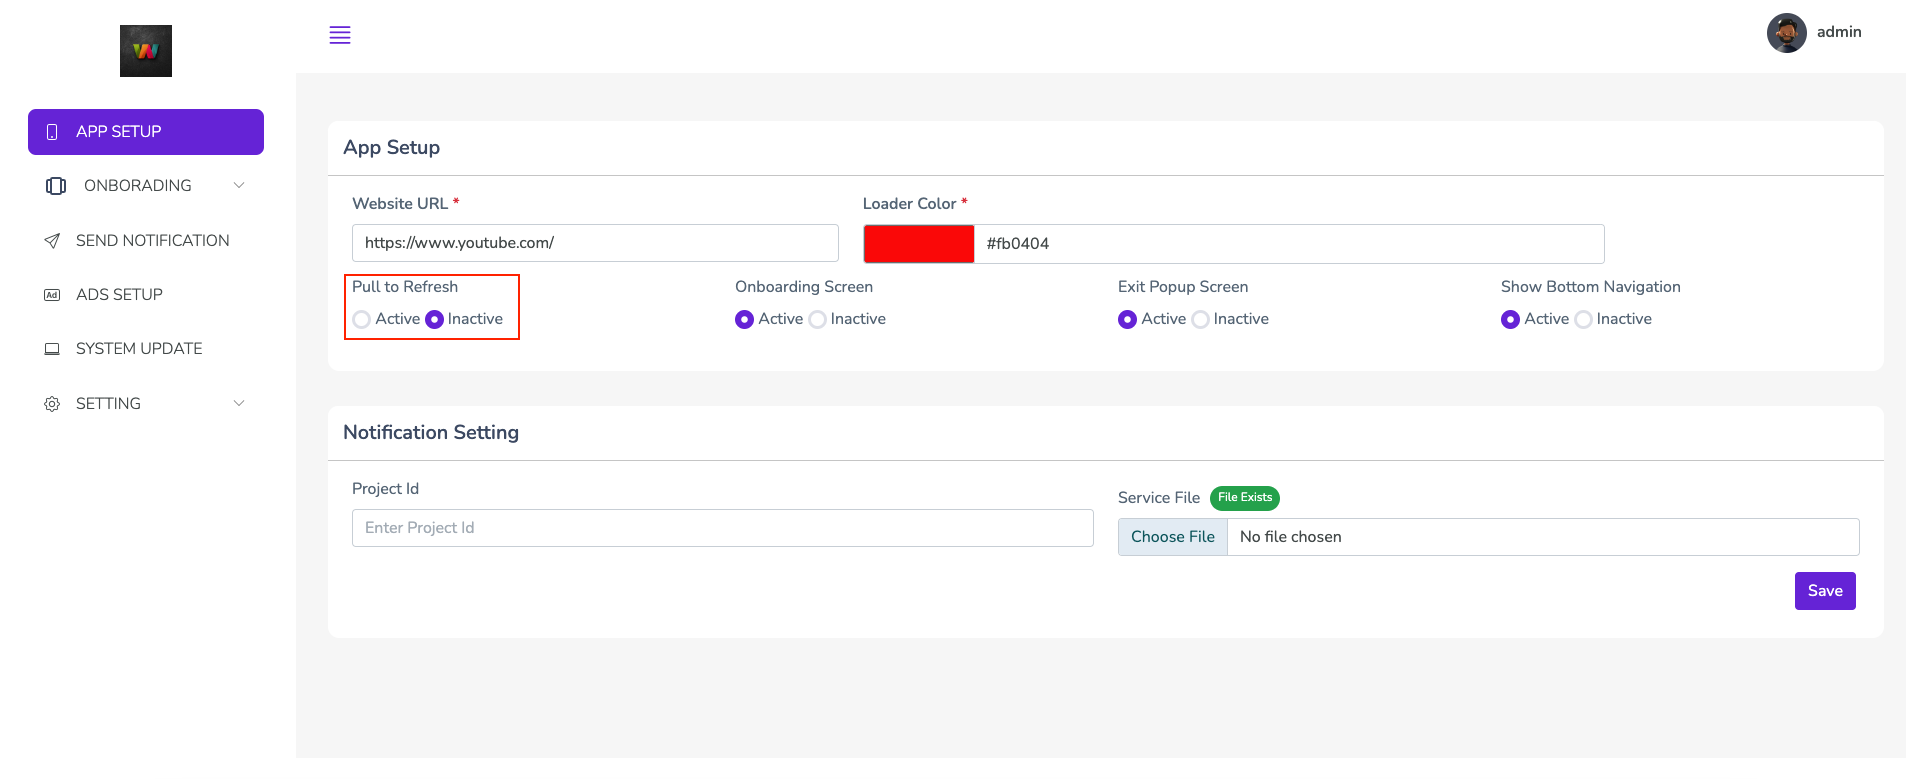 admin
APP SETUP
ONBORADING
SEND NOTIFICATION
Ad ADS SETUP
SYSTEM UPDATE
SETTING
App Setup
Website URL *
Loader Color *
https://www.youtube.com/
#fb0404
Pull to Refresh
Active Inactive
Onboarding Screen
Active Inactive
Exit Popup Screen
Active Inactive
Show Bottom Navigation
Active Inactive
Notification Setting
Project Id
Enter Project Id
Service File File Exists
Choose File No file chosen
Save